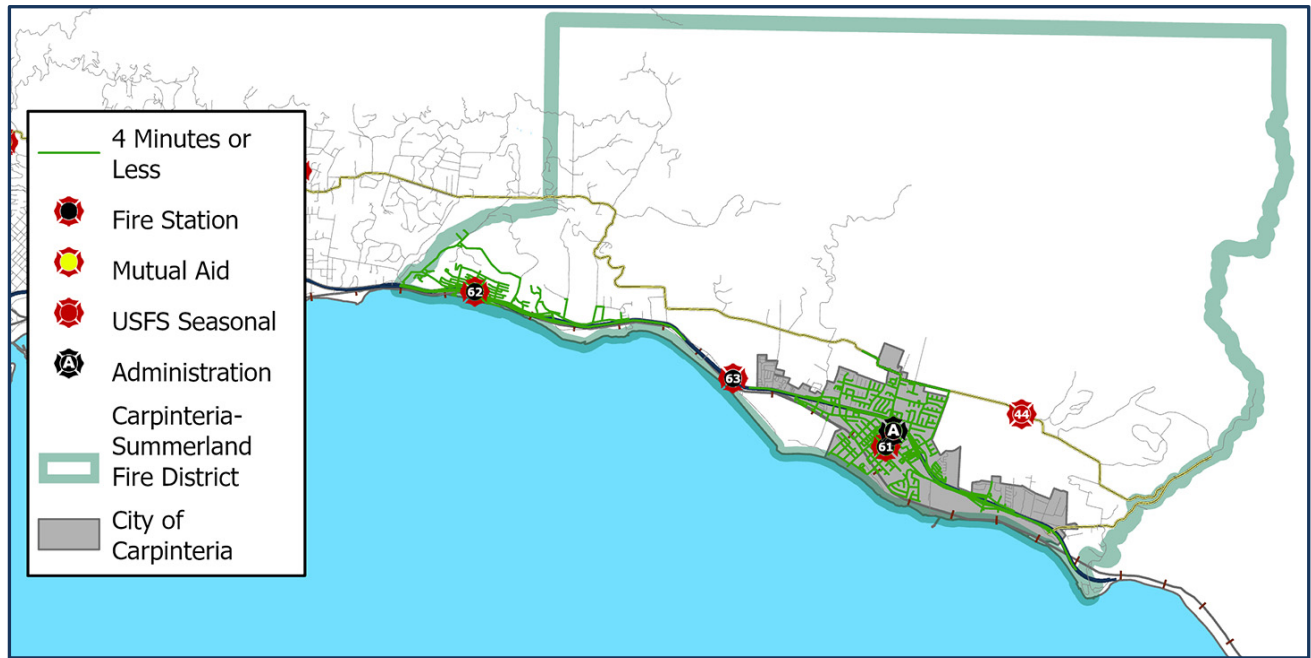 4 Minutes or
Less
Fire Station
Mutual Aid
USFS Seasonal
A
Administration
Carpinteria-
Summerland
Fire District
City of
Carpinteria
62
63
44
A
61